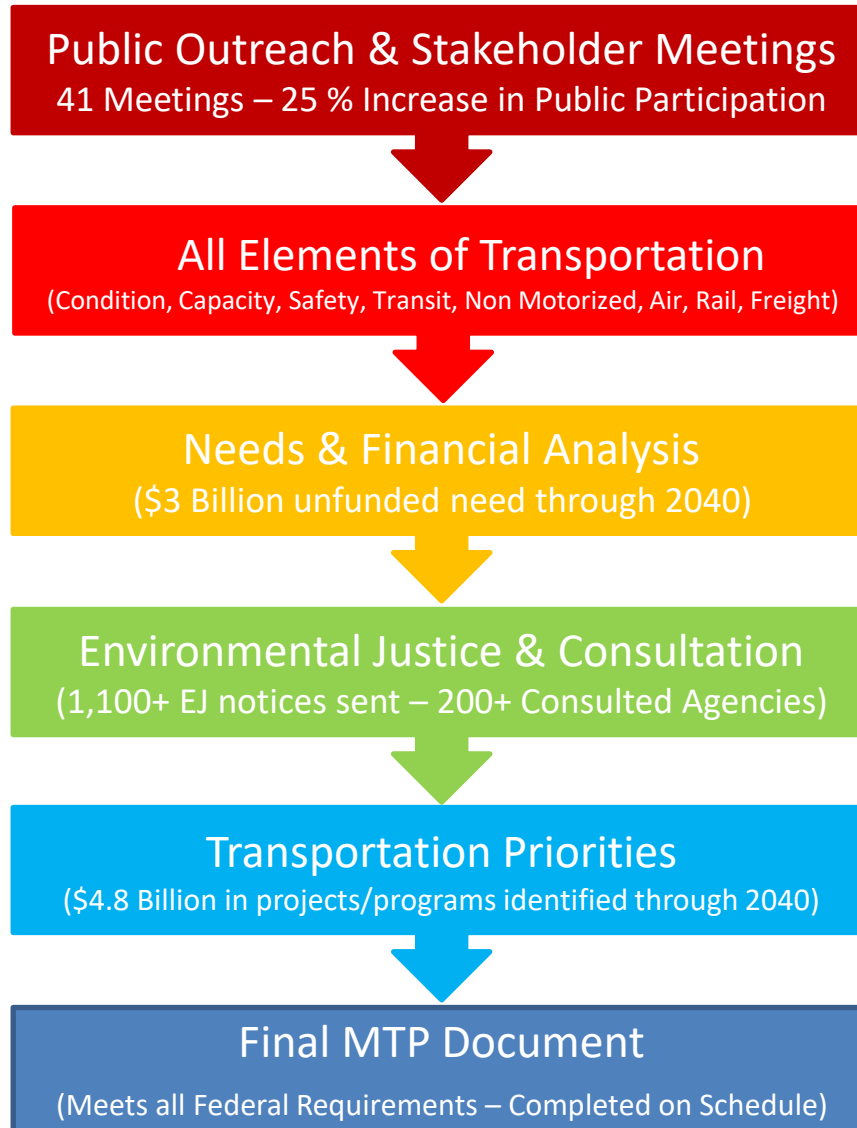 Public Outreach & Stakeholder Meetings
41 Meetings – 25 % Increase in Public Participation
All Elements of Transportation
(Condition, Capacity, Safety, Transit, Non Motorized, Air, Rail, Freight)
Needs & Financial Analysis
($3 Billion unfunded need through 2040)
Environmental Justice & Consultation
(1,100+ EJ notices sent – 200+ Consulted Agencies)
Transportation Priorities
($4.8 Billion in projects/programs identified through 2040)
Final MTP Document
(Meets all Federal Requirements – Completed on Schedule)